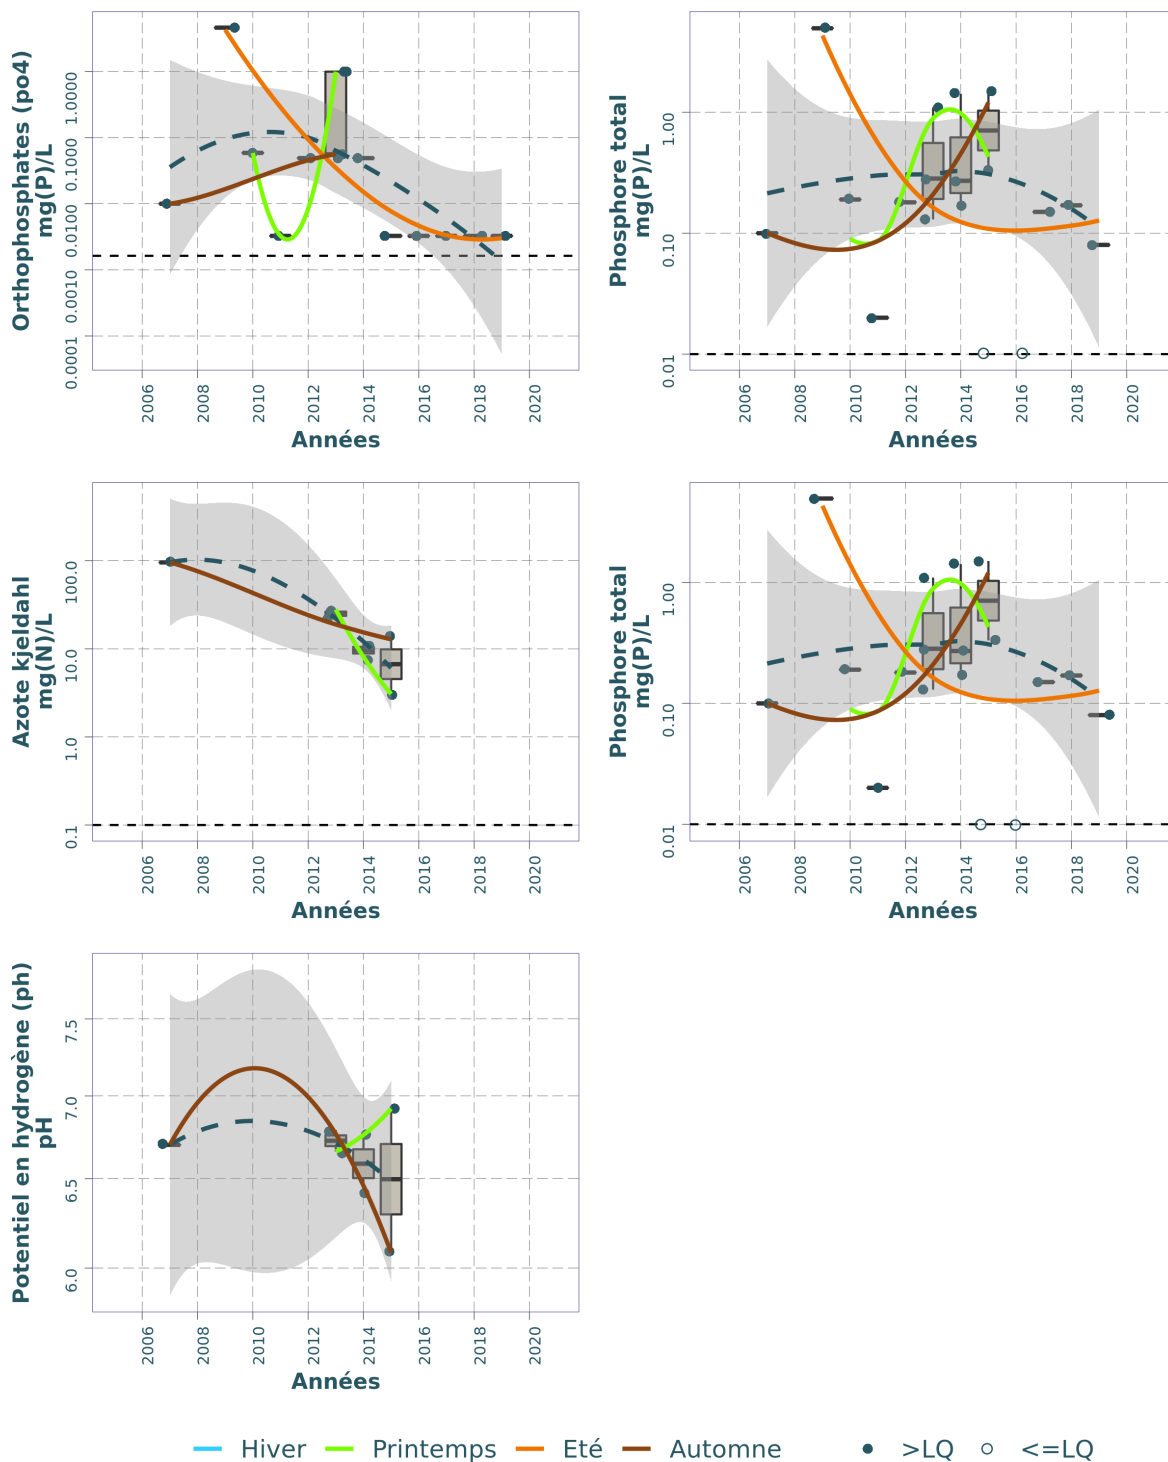 Orthophosphates (po4)
mg(P)/L
1.0000
0.1000
0.0100
0.0010
0.0001
2006 2008 2010 2012 2014 2016 2018 2020
Années
Phosphore total
mg(P)/L
1.00
0.10
0.01
2006 2008 2010 2012 2014 2016 2018 2020
Années
Azote kjeldahl
mg(N)/L
100.0
10.0
1.0
0.1
2006 2008 2010 2012 2014 2016 2018 2020
Années
Phosphore total
mg(P)/L
1.00
0.10
0.01
2006 2008 2010 2012 2014 2016 2018 2020
Années
Potentiel en hydrogène (ph)
pH
7.5
7.0
6.5
6.0
2006 2008 2010 2012 2014 2016 2018 2020
Années
Hiver Printemps Eté Automne >LQ <=LQ